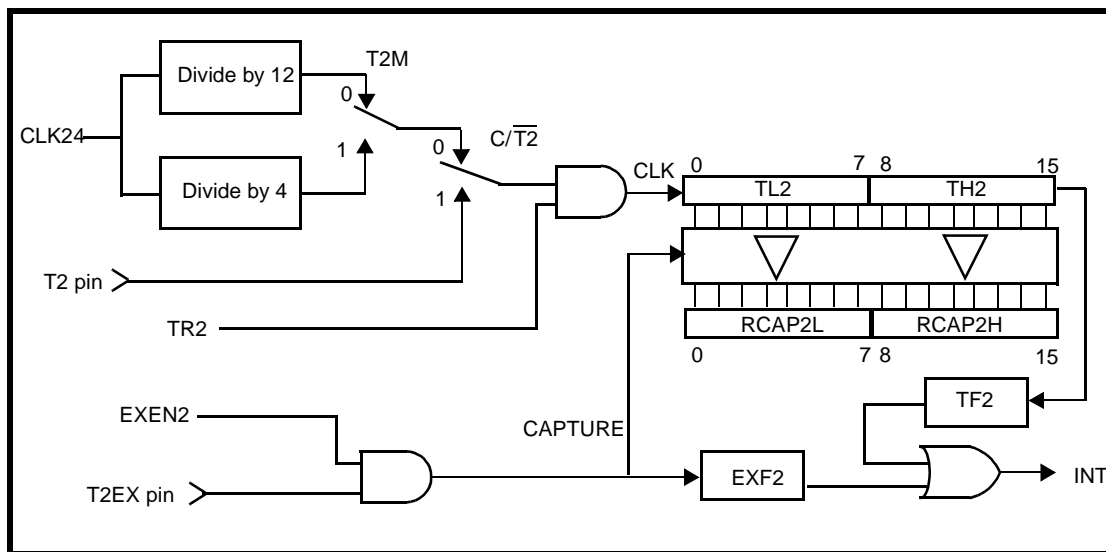 T2M
Divide by 12
0
CLK24
C/T̅2̅
0
1
Divide by 4
1
CLK
0 7 8 15
TL2 TH2
T2 pin
TR2
RCAP2L RCAP2H
0 7 8 15
EXEN2
CAPTURE
TF2
T2EX pin
EXF2
INT